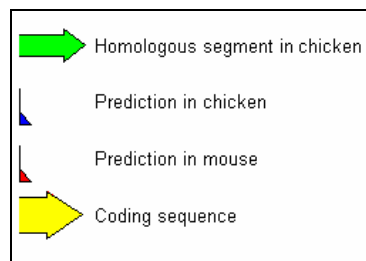 Homologous segment in chicken
Prediction in chicken
Prediction in mouse
Coding sequence